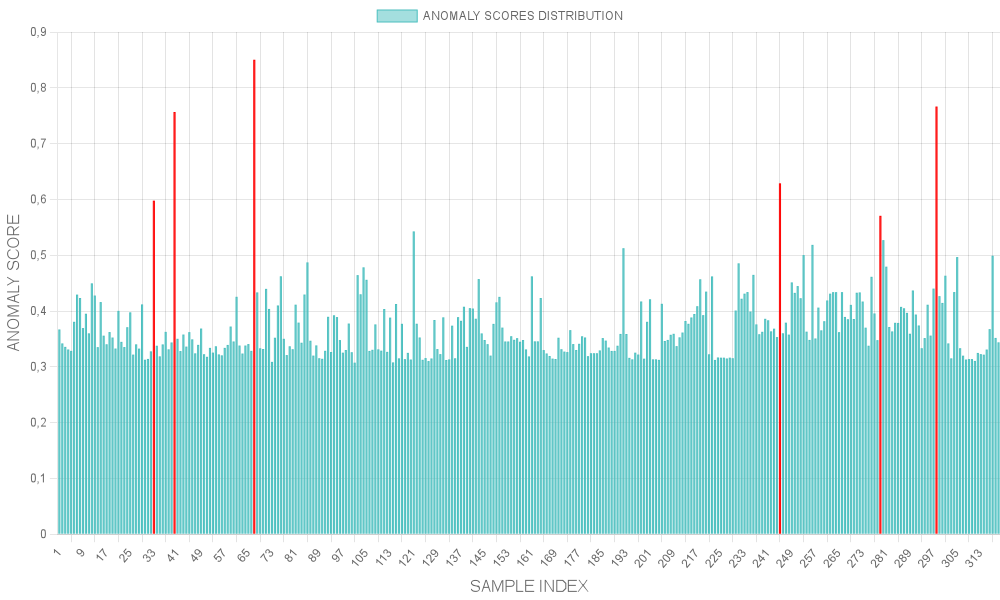 ANOMALY SCORES DISTRIBUTION
0,9
0,8
0,7
0,6
0,5
0,4
0,3
0,2
0,1
0
ANOMALY SCORE
1 9 17 25 33 41 49 57 65 73 81 89 97 105 113 121 129 137 145 153 161 169 177 185 193 201 209 217 225 233 241 249 257 265 273 281 289 297 305 313
SAMPLE INDEX